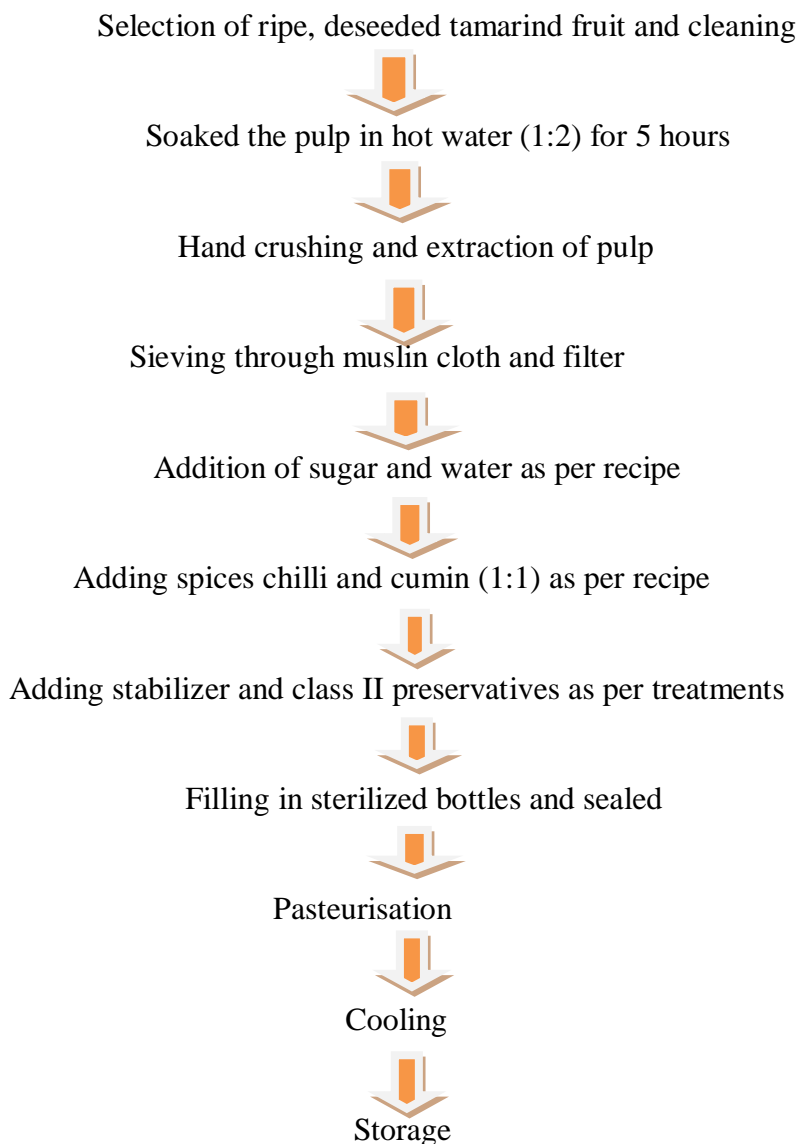 Selection of ripe, deseeded tamarind fruit and cleaning
Soaked the pulp in hot water (1:2) for 5 hours
Hand crushing and extraction of pulp
Sieving through muslin cloth and filter
Addition of sugar and water as per recipe
Adding spices chilli and cumin (1:1) as per recipe
Adding stabilizer and class II preservatives as per treatments
Filling in sterilized bottles and sealed
Pasteurisation
Cooling
Storage